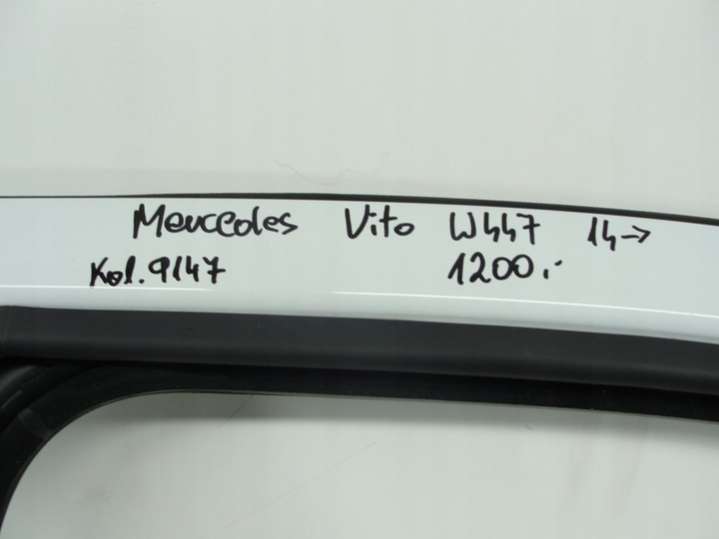 Mercedes Vito W447 14→
Kol. 9147 1200.-